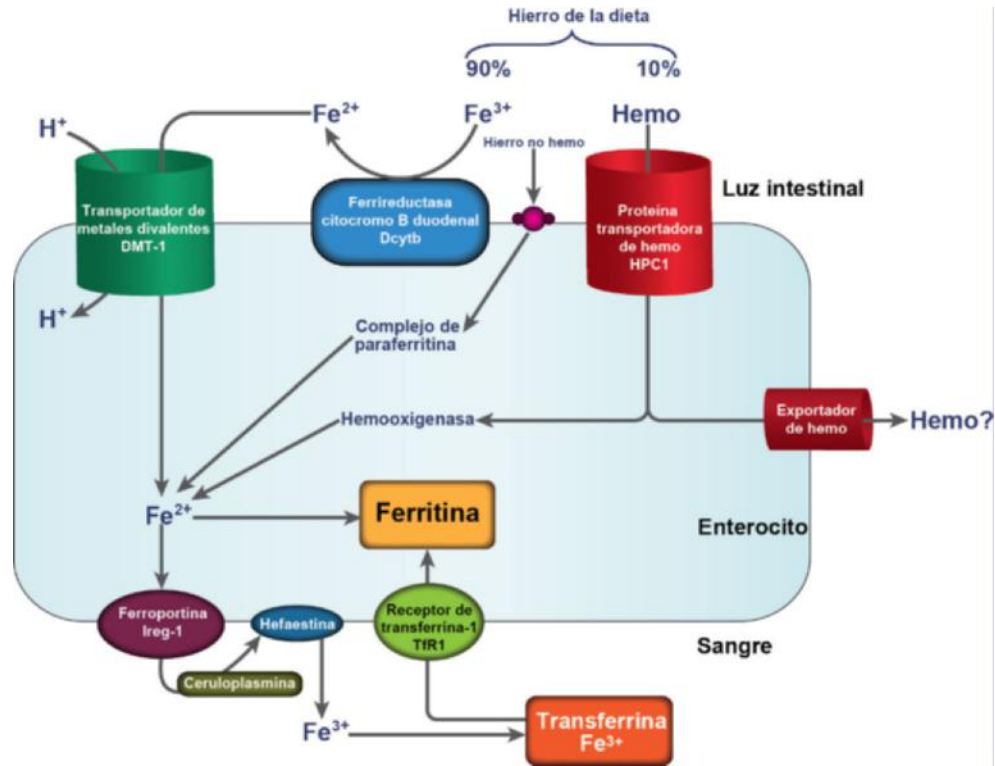 Hierro de la dieta
90%
10%
Fe²⁺
Fe³⁺
Hemo
H⁺
Hierro no hemo
Transportador de
metales divalentes
DMT-1
Ferrireductasa
citocromo B duodenal
Dcytb
Proteina
transportadora
de hemo
HPC1
Luz intestinal
H⁺
Complejo de
paraferritina
Hemooxigenasa
Exportador
de hemo
Hemo?
Fe²⁺
Ferritina
Enterocito
Ferroportina
Ireg-1
Hefaestina
Receptor de
transferrina-1
TfR1
Sangre
Ceruloplasmina
Fe³⁺
Transferrina
Fe³⁺